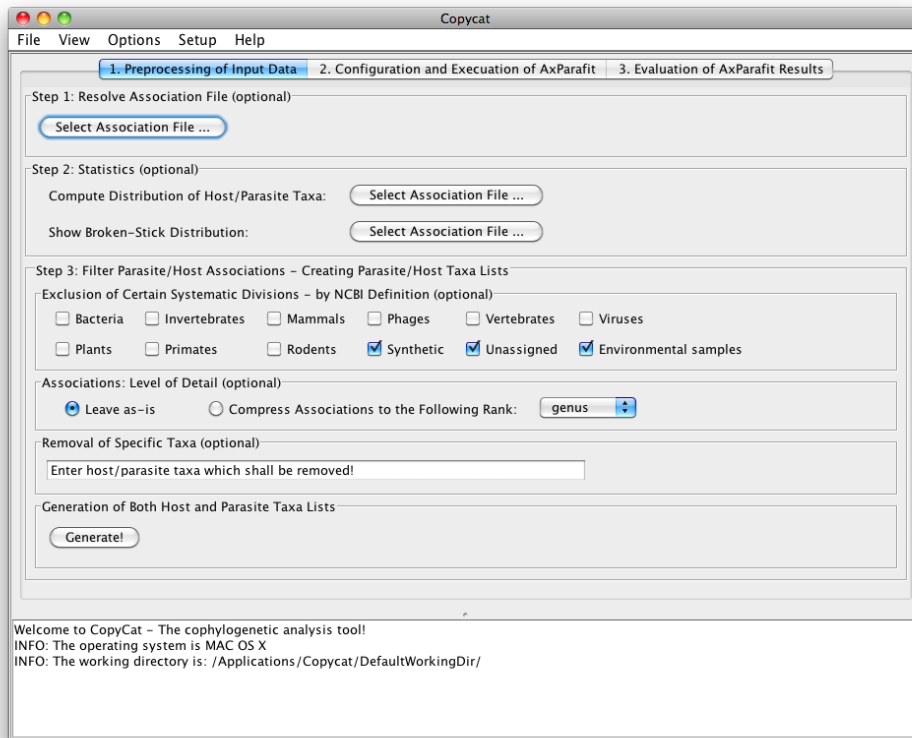 Copycat
File View Options Setup Help
1. Preprocessing of Input Data 2. Configuration and Execuation of AxParafit 3. Evaluation of AxParafit Results
Step 1: Resolve Association File (optional)
Select Association File ...
Step 2: Statistics (optional)
Compute Distribution of Host/Parasite Taxa: Select Association File ...
Show Broken-Stick Distribution: Select Association File ...
Step 3: Filter Parasite/Host Associations - Creating Parasite/Host Taxa Lists
Exclusion of Certain Systematic Divisions - by NCBI Definition (optional)
Bacteria Invertebrates Mammals Phages Vertebrates Viruses
Plants Primates Rodents Synthetic Unassigned Environmental samples
Associations: Level of Detail (optional)
Leave as-is Compress Associations to the Following Rank: genus
Removal of Specific Taxa (optional)
Enter host/parasite taxa which shall be removed!
Generation of Both Host and Parasite Taxa Lists
Generate!
Welcome to CopyCat - The cophylogenetic analysis tool!
INFO: The operating system is MAC OS X
INFO: The working directory is: /Applications/Copycat/DefaultWorkingDir/